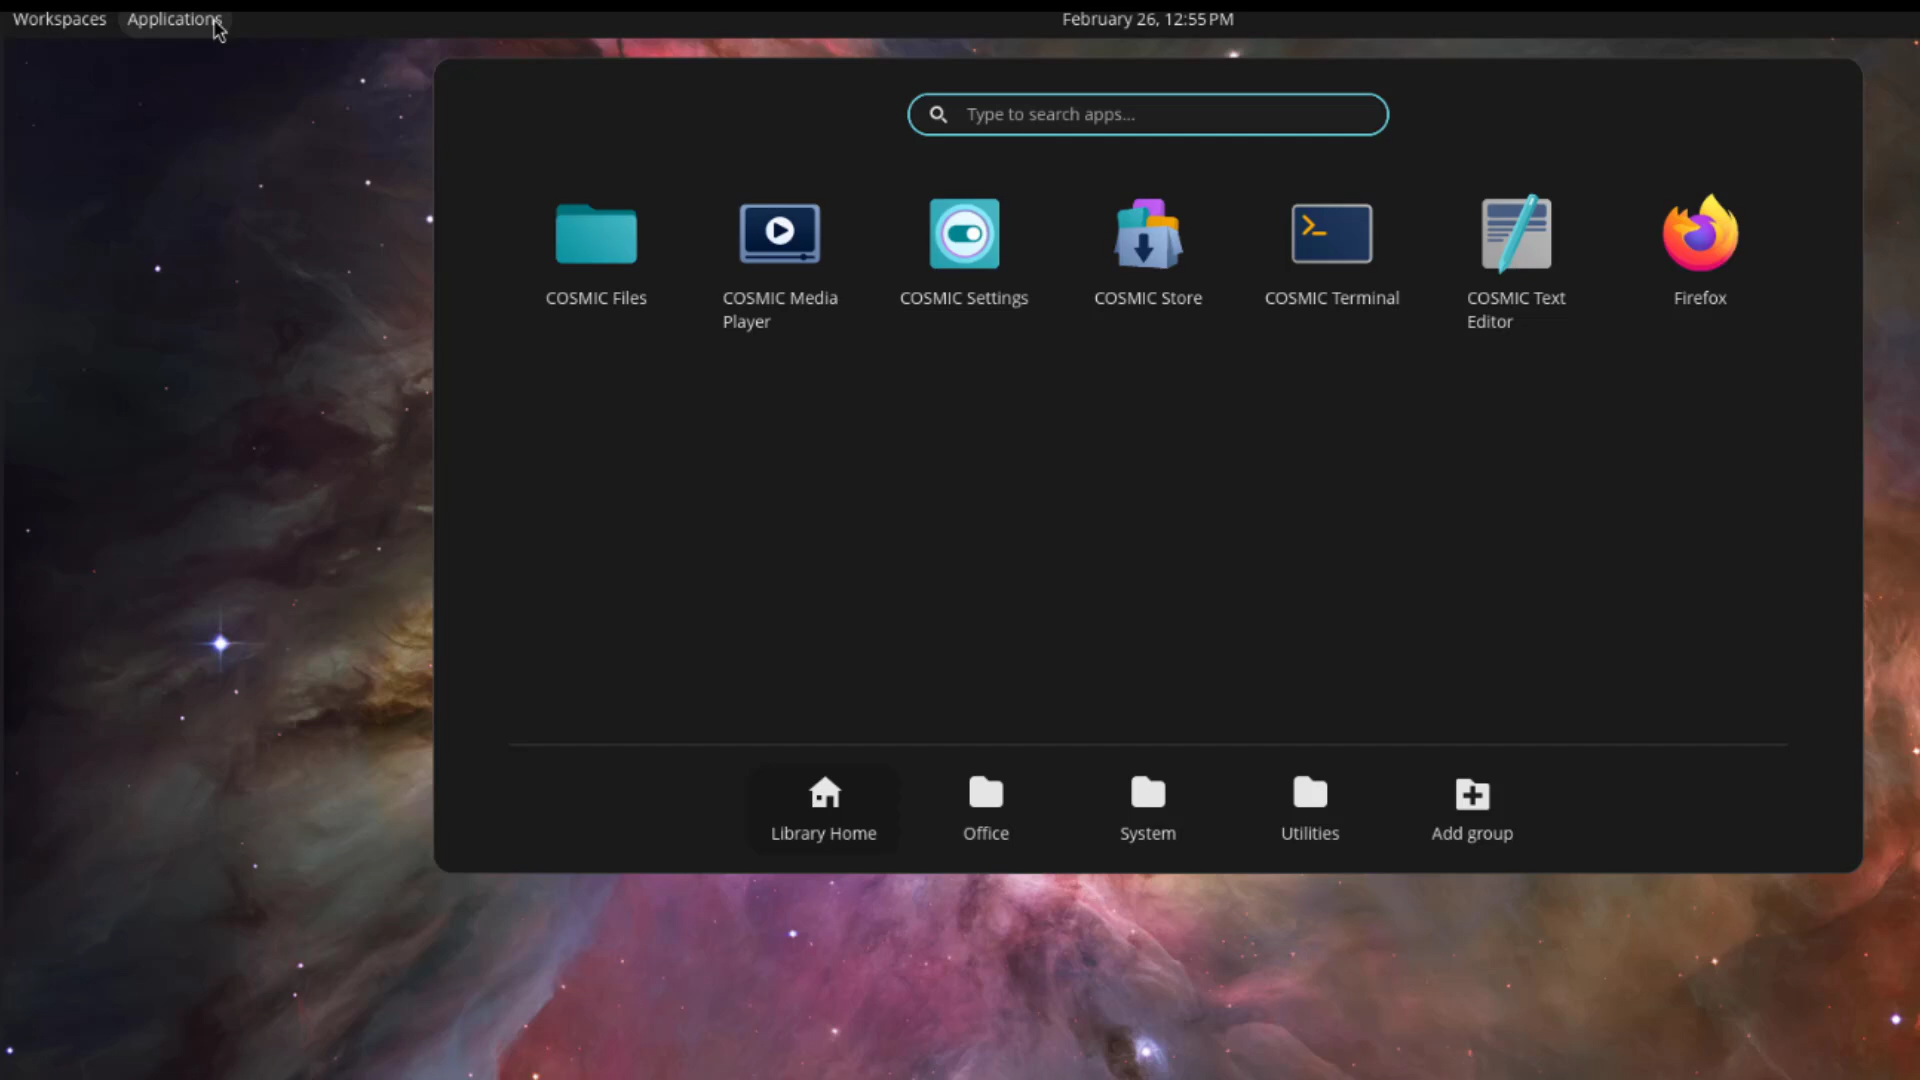 Workspaces Applications February 26, 12:55 PM
Type to search apps...
COSMIC Files
COSMIC Media
Player
COSMIC Settings
COSMIC Store
COSMIC Terminal
COSMIC Text
Editor
Firefox
Library Home
Office
System
Utilities
Add group